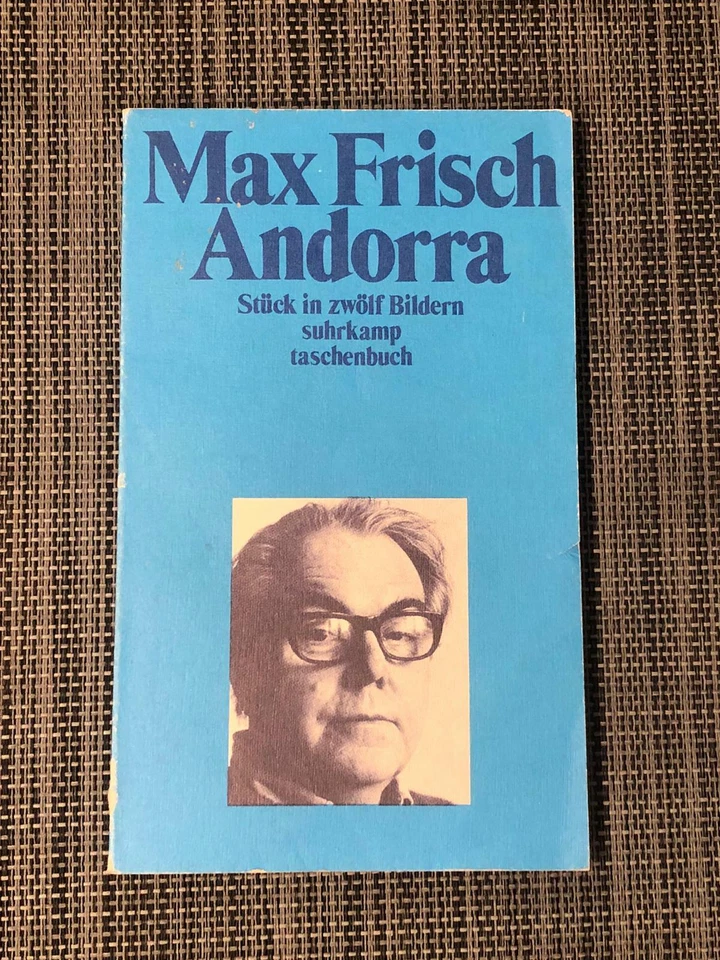 Max Frisch
Andorra
Stück in zwölf Bildern
suhrkamp
taschenbuch